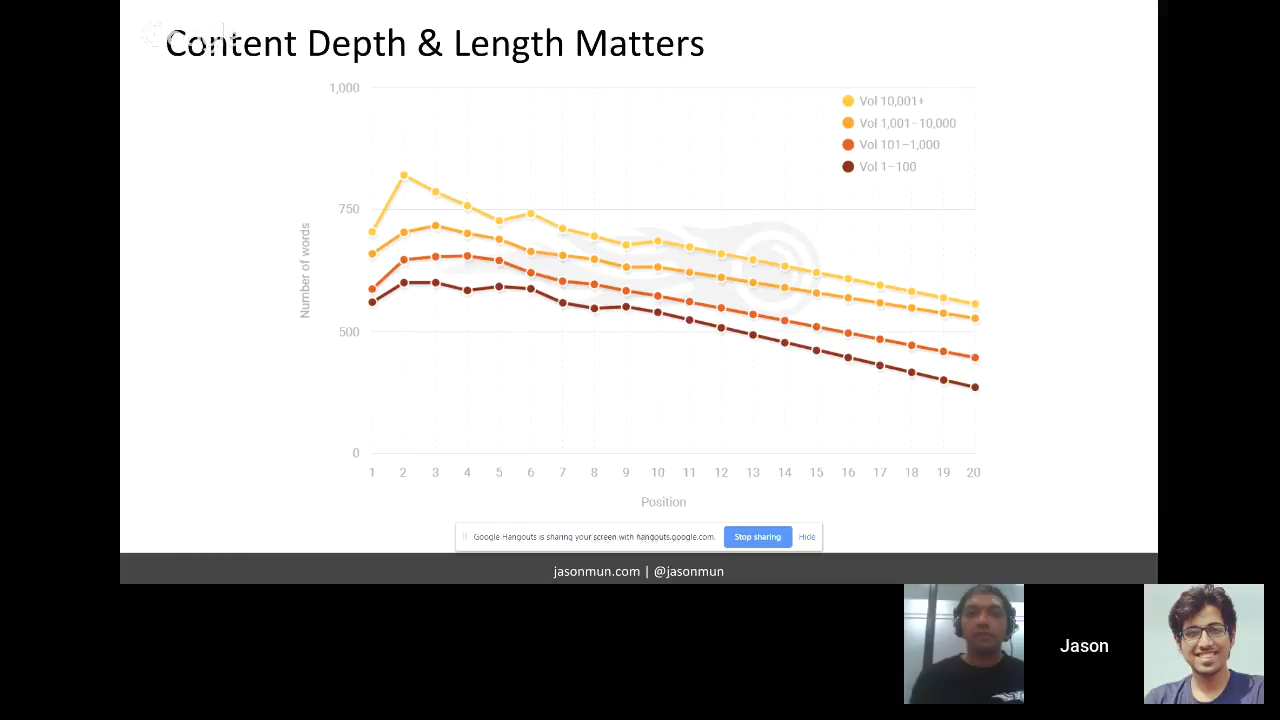 Google
Content Depth & Length Matters
1,000
750
500
0
Number of words
Vol 10,001+
Vol 1,001–10,000
Vol 101–1,000
Vol 1–100
1 2 3 4 5 6 7 8 9 10 11 12 13 14 15 16 17 18 19 20
Position
Google Hangouts is sharing your screen with hangouts.google.com. Stop sharing Hide
jasonmun.com | @jasonmun
Jason